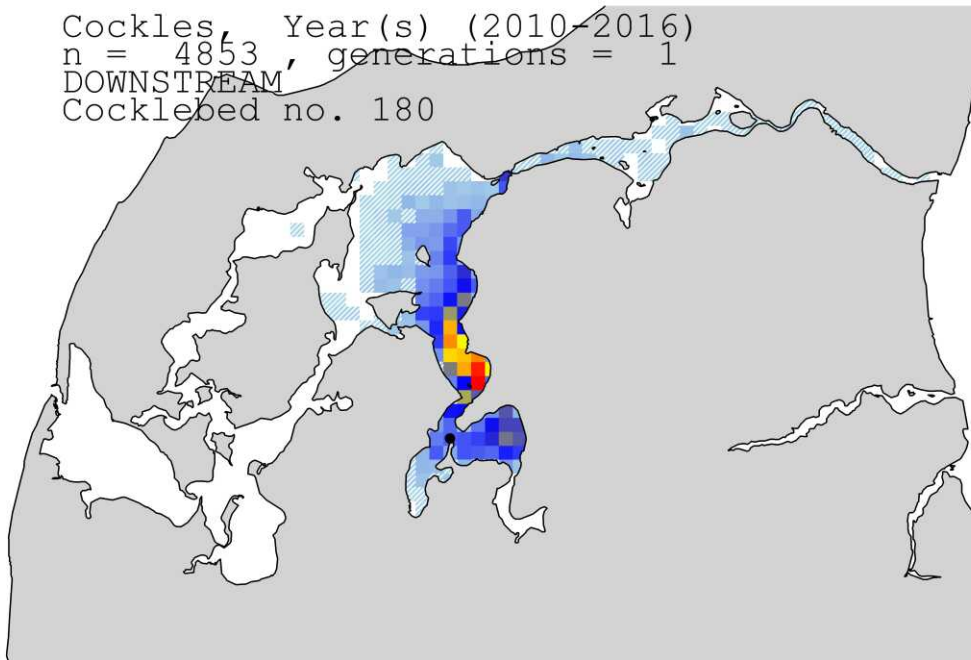 Cockles, Year(s) (2010-2016)
n = 4853 , generations = 1
DOWNSTREAM
Cocklebed no. 180